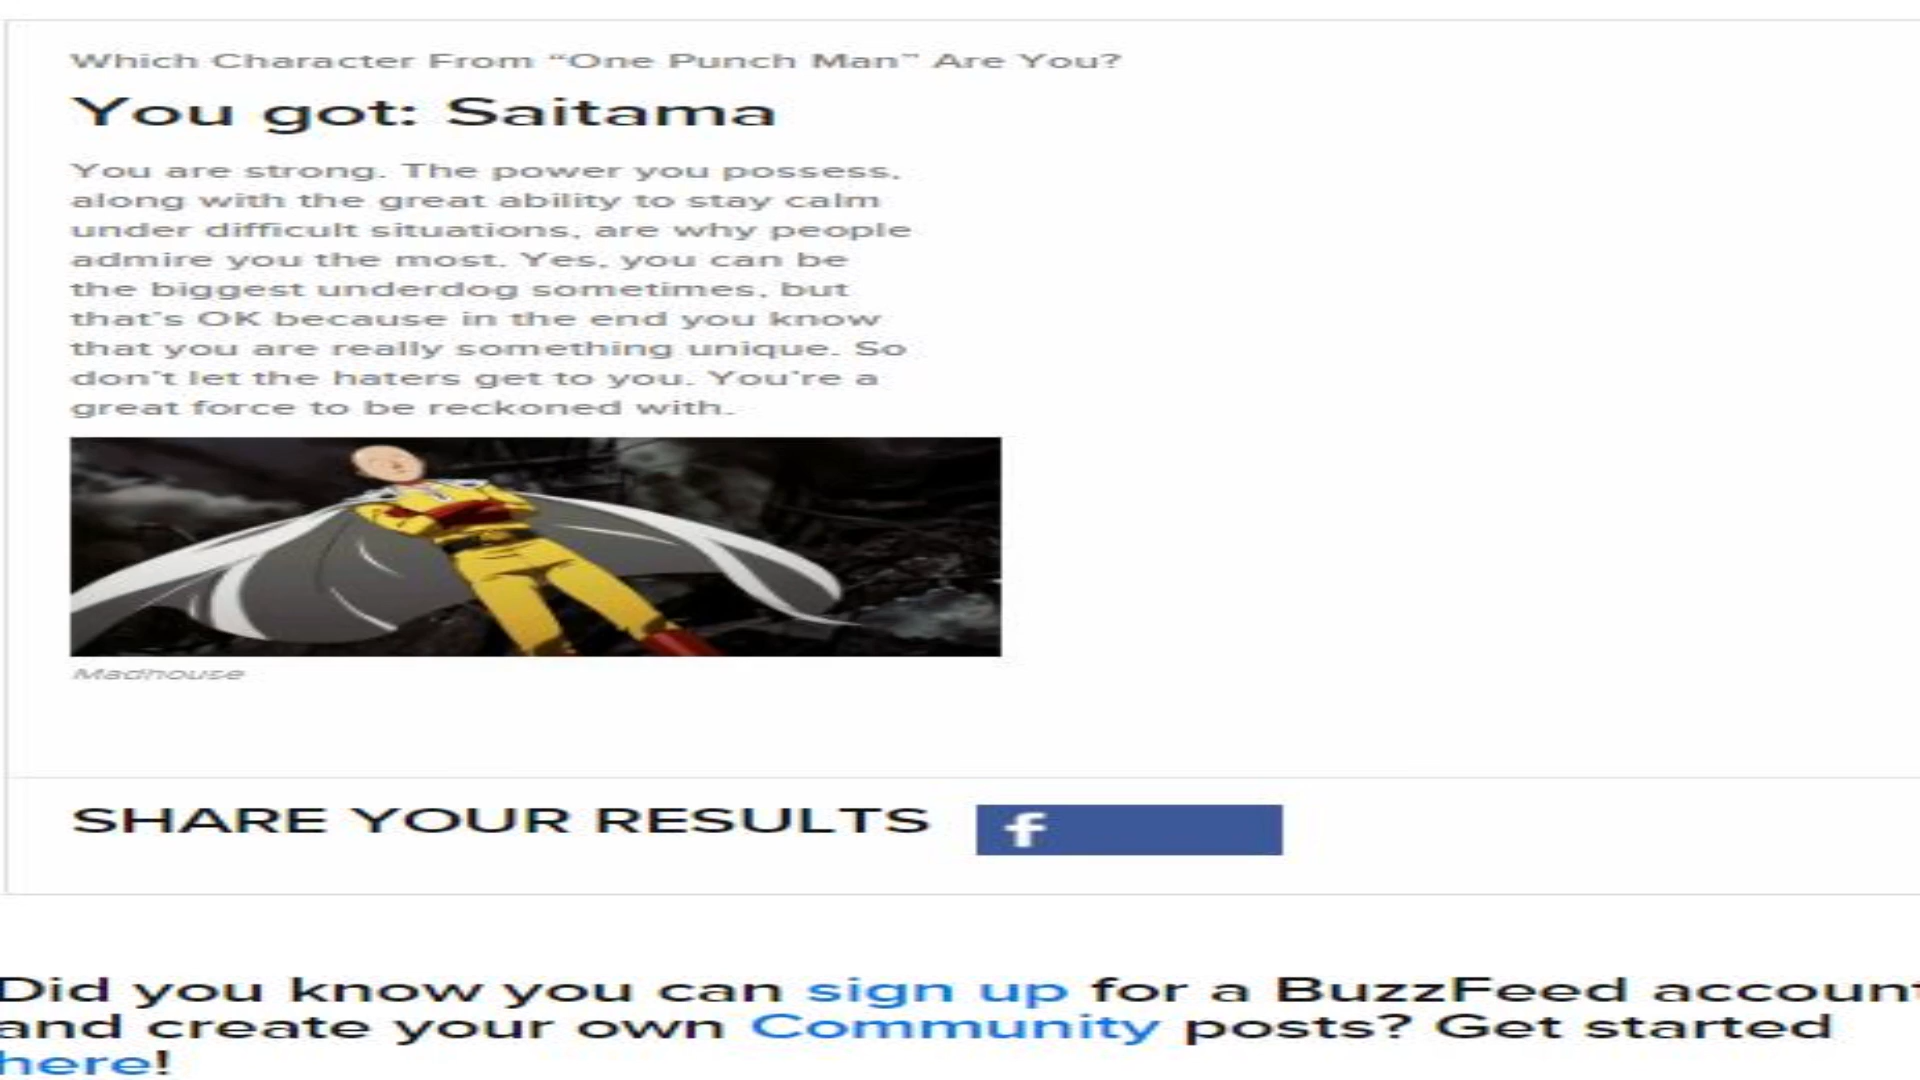 Which Character From “One Punch Man” Are You?
You got: Saitama
You are strong. The power you possess,
along with the great ability to stay calm
under difficult situations, are why people
admire you the most. Yes, you can be
the biggest underdog sometimes, but
that's OK because in the end you know
that you are really something unique. So
don't let the haters get to you. You're a
great force to be reckoned with.
Madhouse
SHARE YOUR RESULTS f
Did you know you can sign up for a BuzzFeed account
and create your own Community posts? Get started
here!